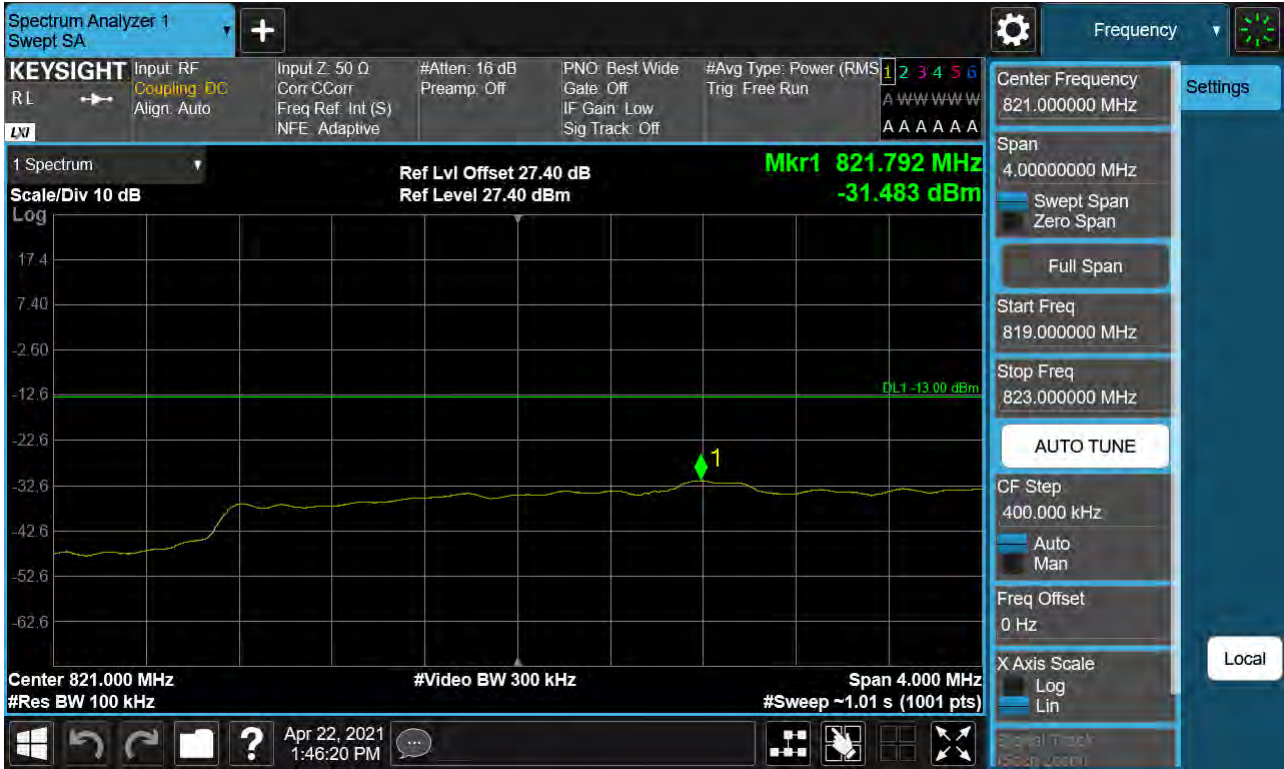 Spectrum Analyzer 1
Swept SA
Frequency
KEYSIGHT
RL
LXI
Input: RF
Coupling: DC
Align: Auto
Input Z: 50 Ω
Corr CCorr
Freq Ref: Int (S)
NFE: Adaptive
#Atten: 16 dB
Preamp: Off
PNO: Best Wide
Gate: Off
IF Gain: Low
Sig Track: Off
#Avg Type: Power (RMS
Trig: Free Run
1 2 3 4 5 6
A W W W W W
A A A A A A
1 Spectrum
Scale/Div 10 dB
Log
Ref Lvl Offset 27.40 dB
Ref Level 27.40 dBm
Mkr1 821.792 MHz
-31.483 dBm
17.4
7.40
-2.60
-12.6
-22.6
-32.6
-42.6
-52.6
-62.6
DL1 -13.00 dBm
1
Center 821.000 MHz
#Res BW 100 kHz
#Video BW 300 kHz
Span 4.000 MHz
#Sweep ~1.01 s (1001 pts)
Center Frequency
821.000000 MHz
Span
4.00000000 MHz
Swept Span
Zero Span
Full Span
Start Freq
819.000000 MHz
Stop Freq
823.000000 MHz
AUTO TUNE
CF Step
400.000 kHz
Auto
Man
Freq Offset
0 Hz
X Axis Scale
Log
Lin
Signal Track
(Span Zoom)
Settings
Local
?
Apr 22, 2021
1:46:20 PM